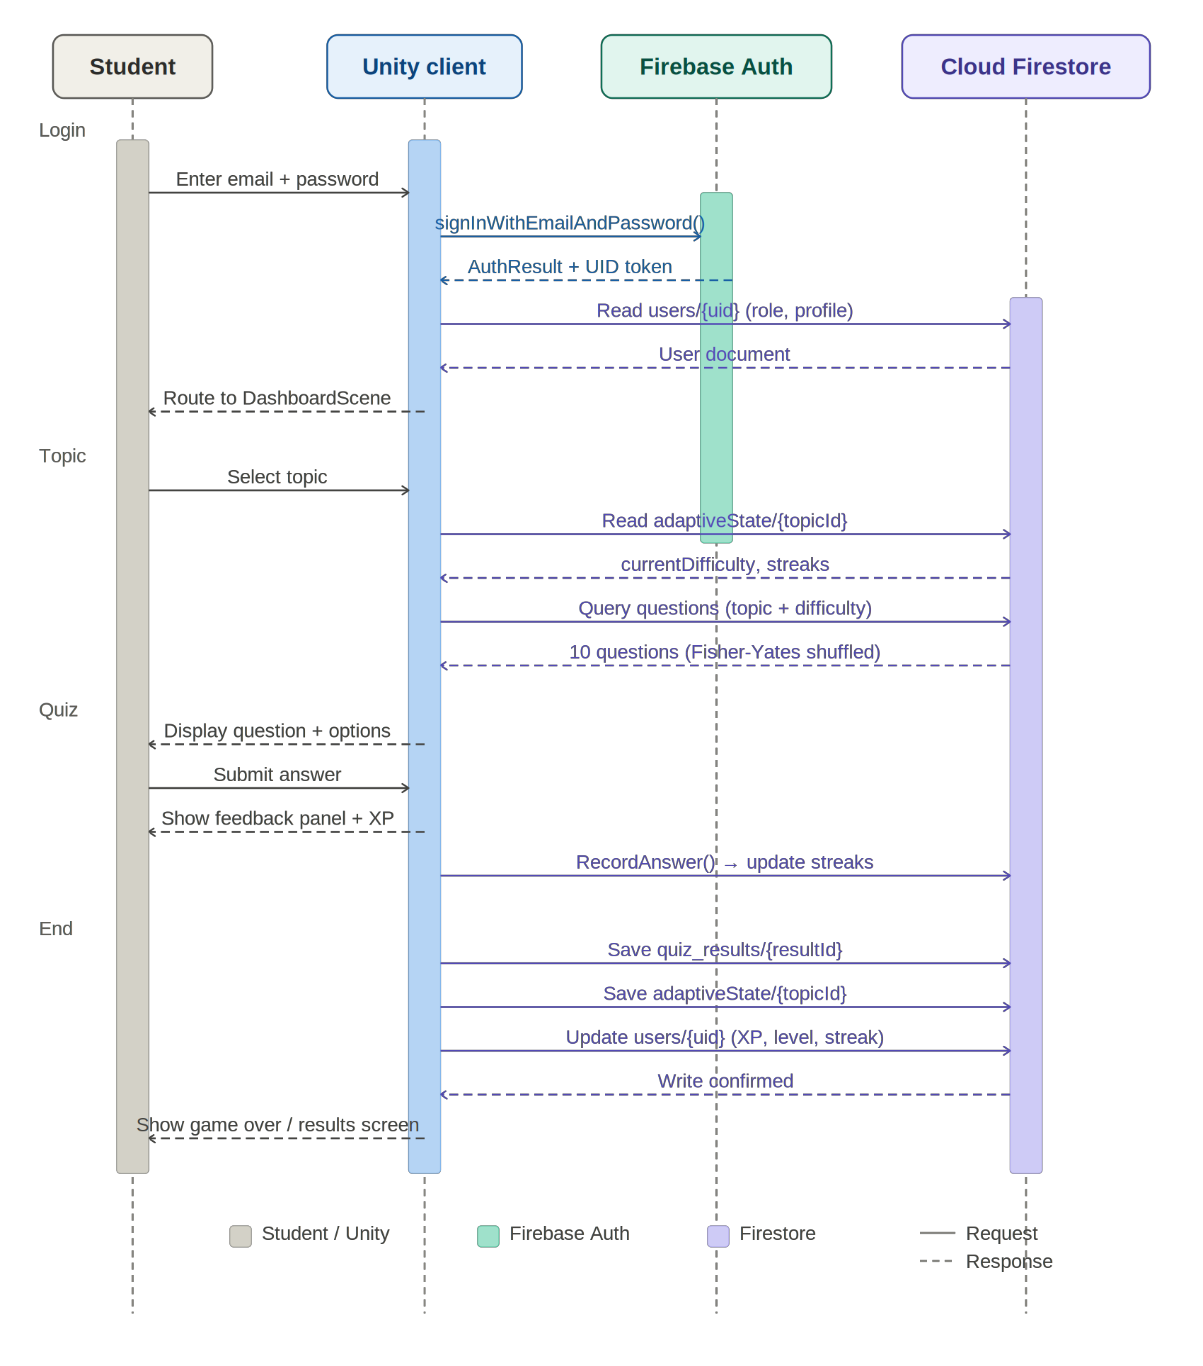 Student
Unity client
Firebase Auth
Cloud Firestore
Login
Enter email + password
signInWithEmailAndPassword()
AuthResult + UID token
Read users/{uid} (role, profile)
User document
Route to DashboardScene
Topic
Select topic
Read adaptiveState/{topicId}
currentDifficulty, streaks
Query questions (topic + difficulty)
10 questions (Fisher-Yates shuffled)
Quiz
Display question + options
Submit answer
Show feedback panel + XP
RecordAnswer() → update streaks
End
Save quiz_results/{resultId}
Save adaptiveState/{topicId}
Update users/{uid} (XP, level, streak)
Write confirmed
Show game over / results screen
Student / Unity
Firebase Auth
Firestore
Request
Response